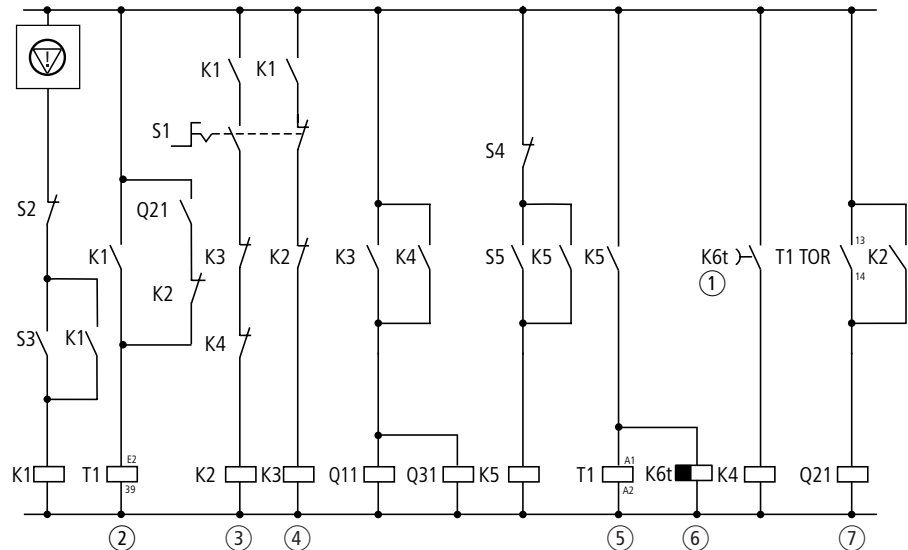 !
K1 K1
S1
S4
S2 Q21
K1 K3 K2 K3 K4 S5 K5 K5 K6t T1 TOR 13 K2
14
1
K2
S3 K1 K4
K1 T1 E2 K2 K3 Q11 Q31 K5 T1 A1 K6t K4 Q21
39 A2
2 3 4 5 6 7